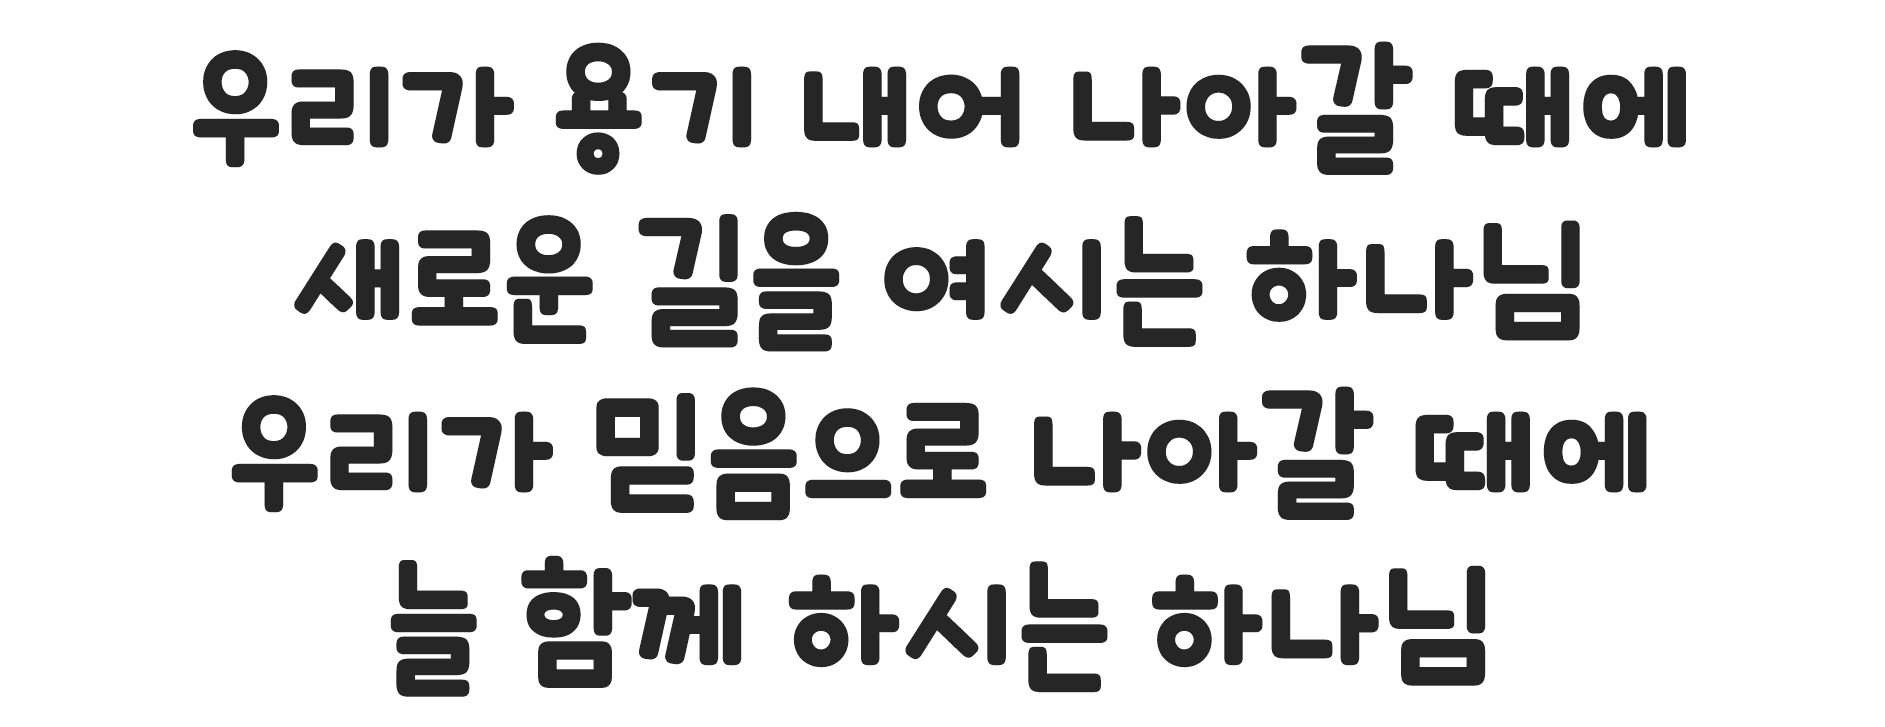 우리가 용기 내어 나아갈 때에
새로운 길을 여시는 하나님
우리가 믿음으로 나아갈 때에
늘 함께 하시는 하나님